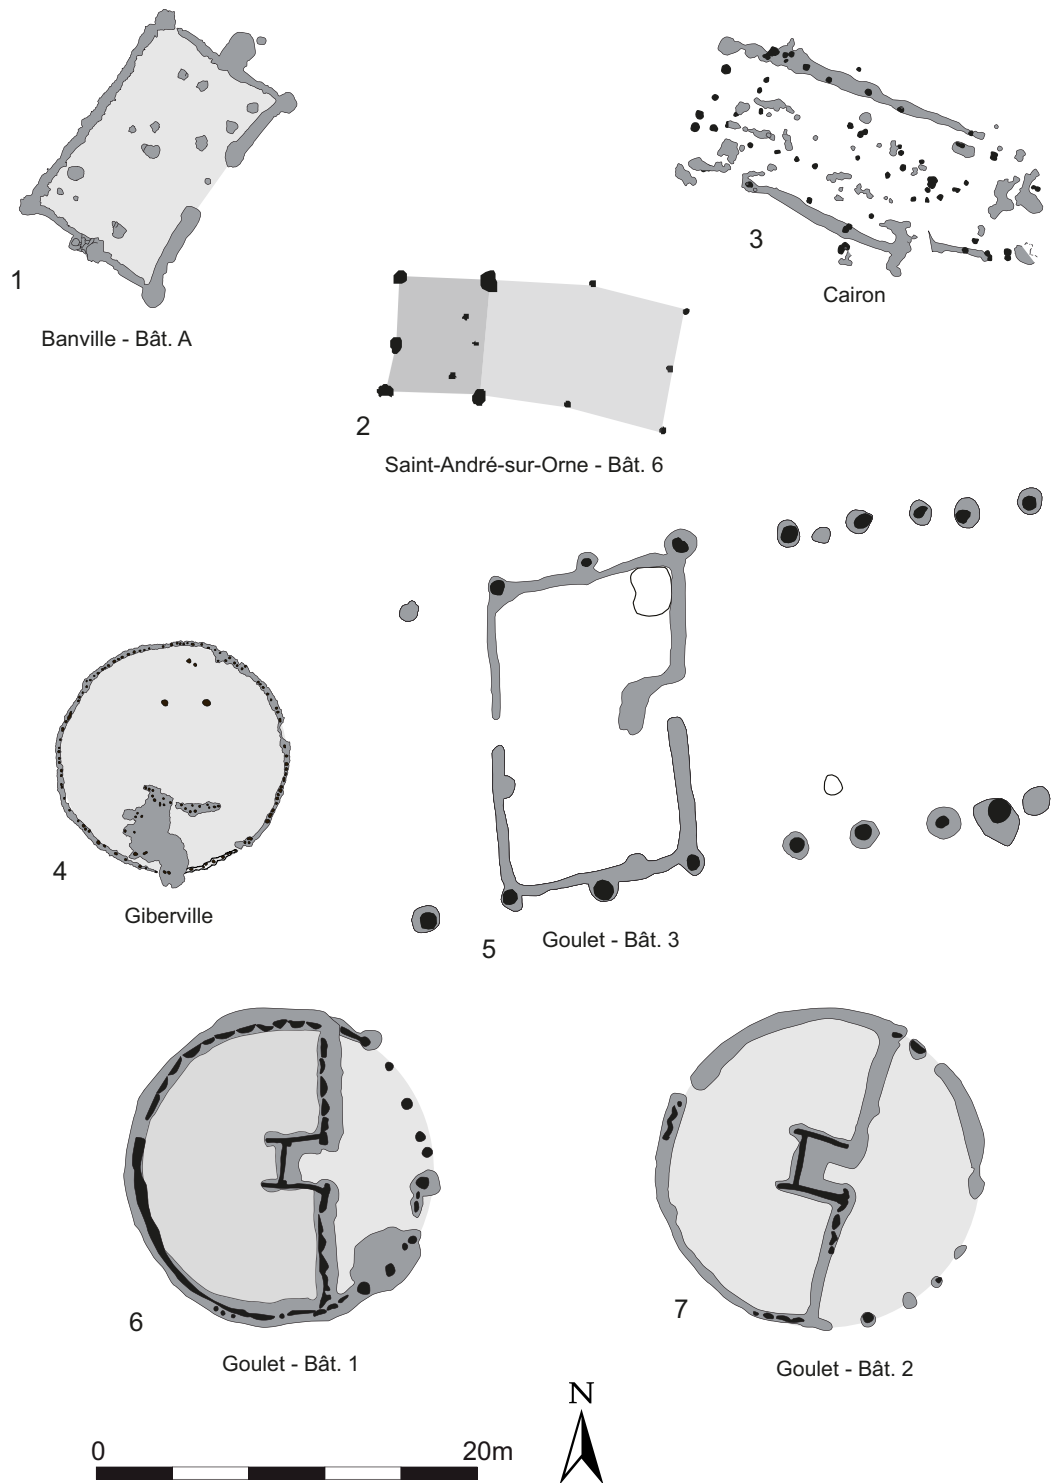 1
Banville - Bât. A
2
Saint-André-sur-Orne - Bât. 6
3
Cairon
4
Giberville
5
Goulet - Bât. 3
6
Goulet - Bât. 1
7
Goulet - Bât. 2
N
0 20m